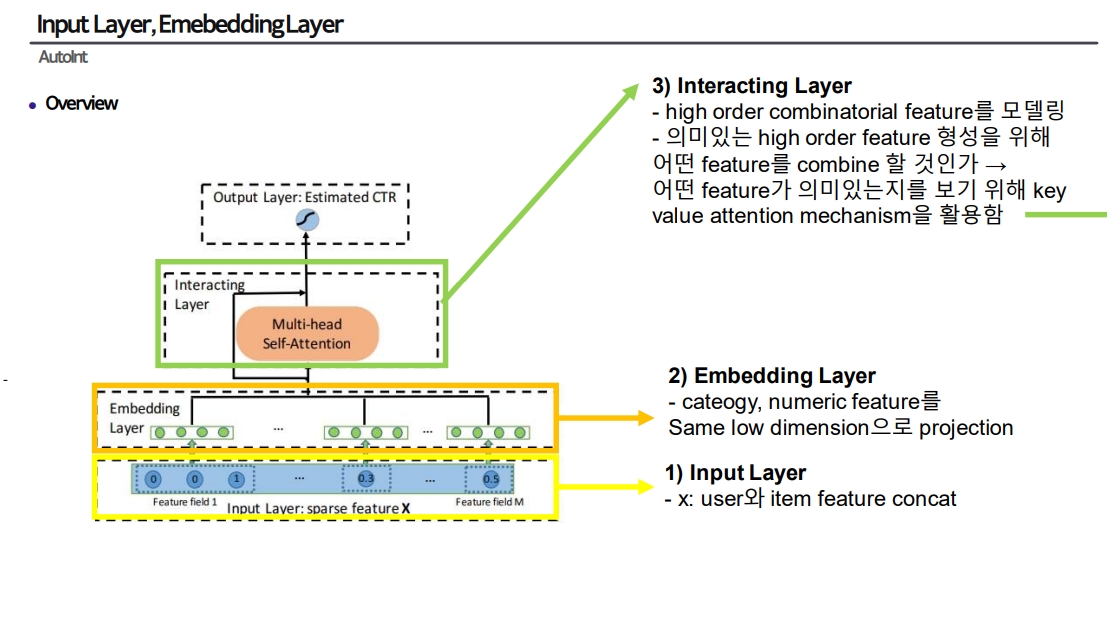 Input Layer, Emebedding Layer
AutoInt
• Overview
3) Interacting Layer
- high order combinatorial feature를 모델링
- 의미있는 high order feature 형성을 위해
어떤 feature를 combine 할 것인가 →
어떤 feature가 의미있는지를 보기 위해 key
value attention mechanism을 활용함
Output Layer: Estimated CTR
Interacting
Layer
Multi-head
Self-Attention
-
2) Embedding Layer
- cateogy, numeric feature를
Same low dimension으로 projection
Embedding
Layer
... ...
1) Input Layer
- x: user와 item feature concat
0 0 1 ... 0.3 ... 0.5
Feature field 1 Feature field M
Input Layer: sparse feature X